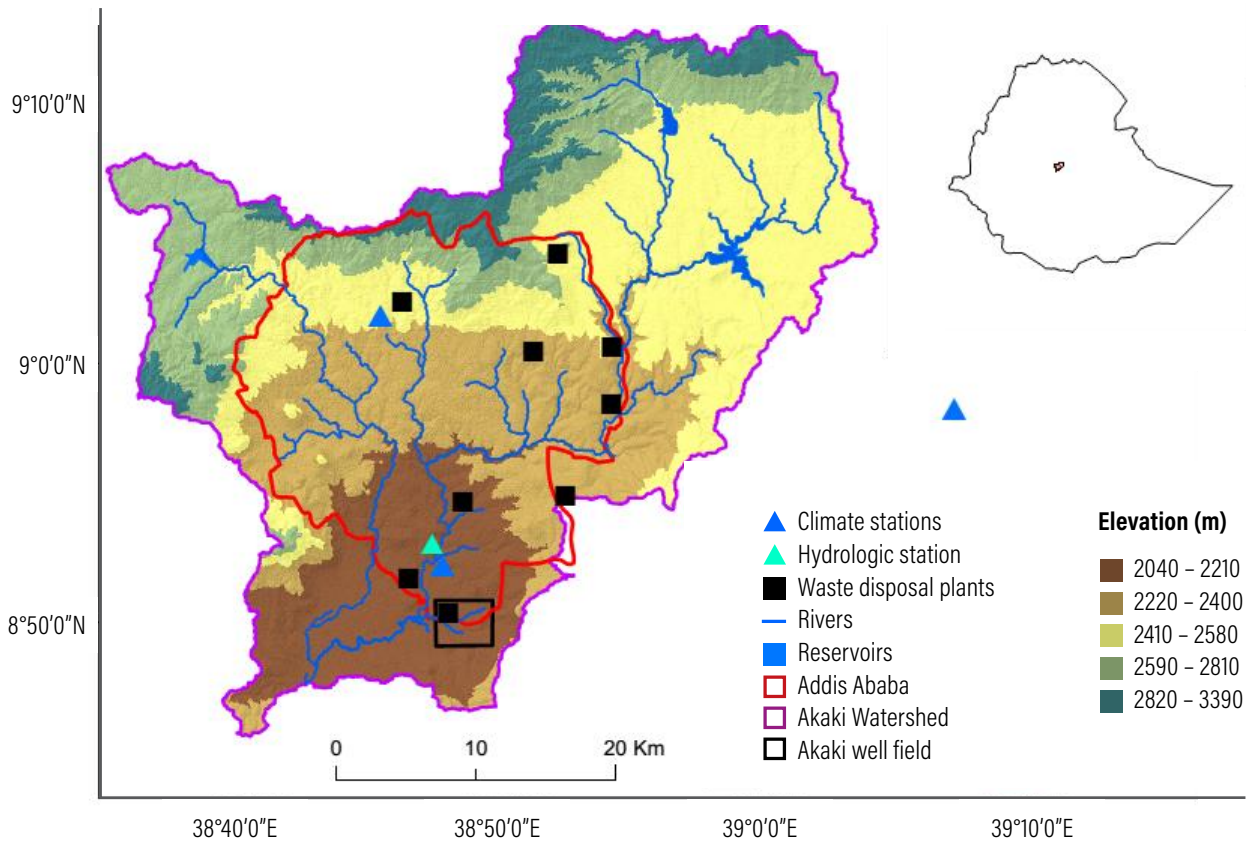 9°10′0″N
9°0′0″N
8°50′0″N
38°40′0″E
38°50′0″E
39°0′0″E
39°10′0″E
0 10 20 Km
Climate stations
Hydrologic station
Waste disposal plants
Rivers
Reservoirs
Addis Ababa
Akaki Watershed
Akaki well field
Elevation (m)
2040 – 2210
2220 – 2400
2410 – 2580
2590 – 2810
2820 – 3390